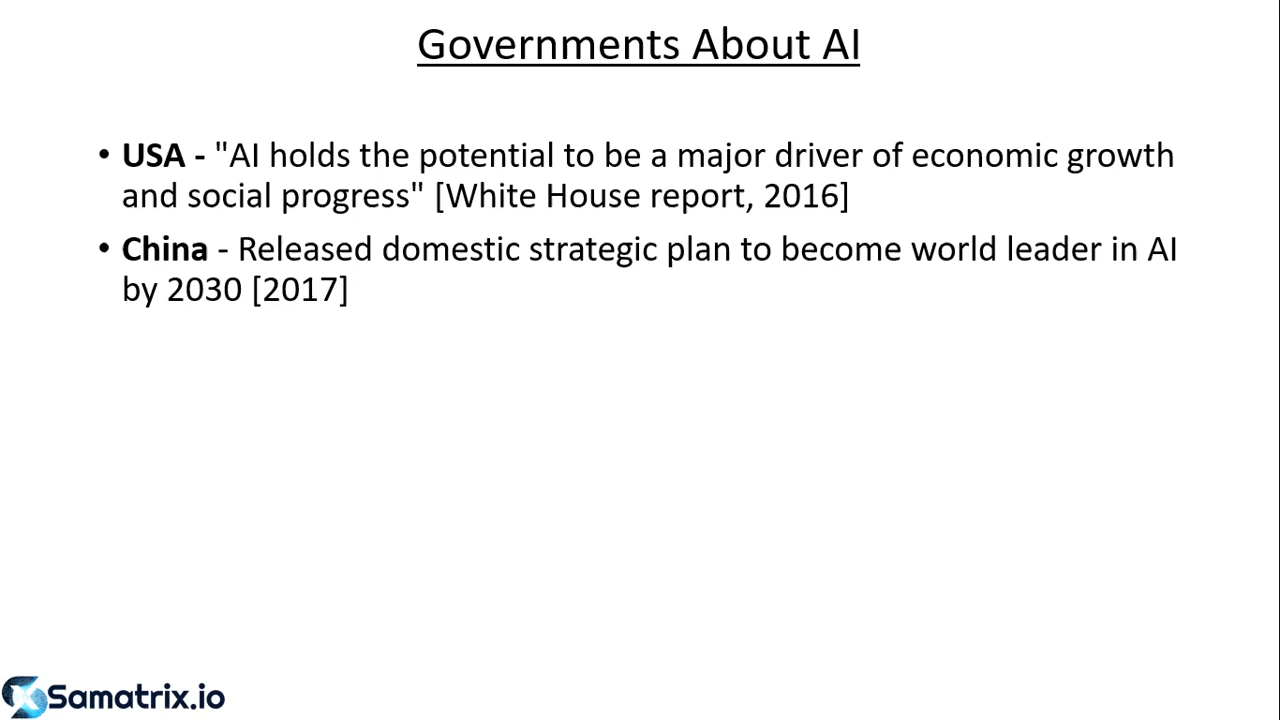 Governments About AI
• USA - "AI holds the potential to be a major driver of economic growth
and social progress" [White House report, 2016]
• China - Released domestic strategic plan to become world leader in AI
by 2030 [2017]
Samatrix.io